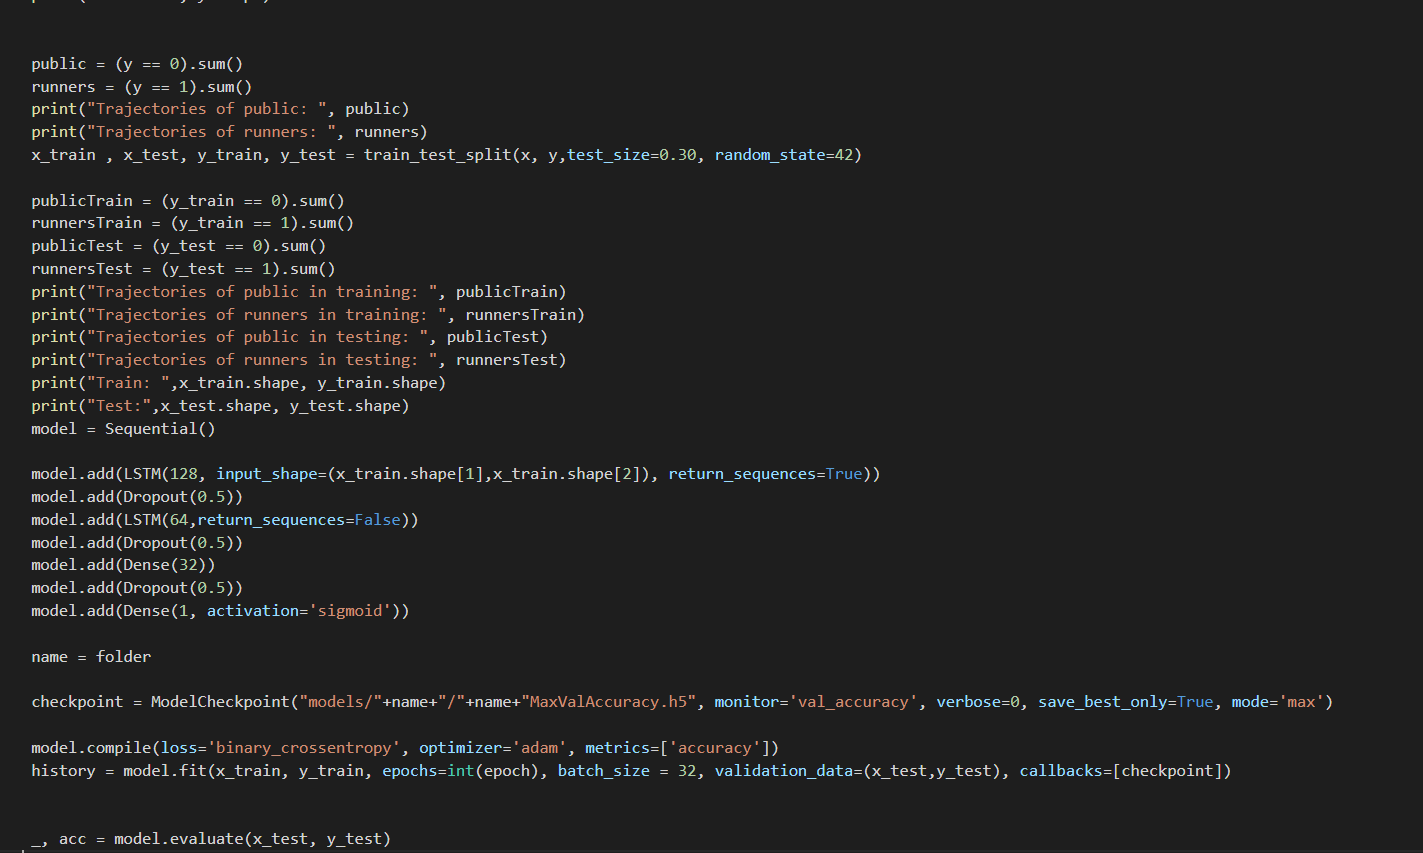 public = (y == 0).sum()
runners = (y == 1).sum()
print("Trajectories of public: ", public)
print("Trajectories of runners: ", runners)
x_train , x_test, y_train, y_test = train_test_split(x, y,test_size=0.30, random_state=42)
publicTrain = (y_train == 0).sum()
runnersTrain = (y_train == 1).sum()
publicTest = (y_test == 0).sum()
runnersTest = (y_test == 1).sum()
print("Trajectories of public in training: ", publicTrain)
print("Trajectories of runners in training: ", runnersTrain)
print("Trajectories of public in testing: ", publicTest)
print("Trajectories of runners in testing: ", runnersTest)
print("Train: ",x_train.shape, y_train.shape)
print("Test:",x_test.shape, y_test.shape)
model = Sequential()
model.add(LSTM(128, input_shape=(x_train.shape[1],x_train.shape[2]), return_sequences=True))
model.add(Dropout(0.5))
model.add(LSTM(64,return_sequences=False))
model.add(Dropout(0.5))
model.add(Dense(32))
model.add(Dropout(0.5))
model.add(Dense(1, activation='sigmoid'))
name = folder
checkpoint = ModelCheckpoint("models/"+name+"/"+name+"MaxValAccuracy.h5", monitor='val_accuracy', verbose=0, save_best_only=True, mode='max')
model.compile(loss='binary_crossentropy', optimizer='adam', metrics=['accuracy'])
history = model.fit(x_train, y_train, epochs=int(epoch), batch_size = 32, validation_data=(x_test,y_test), callbacks=[checkpoint])
_, acc = model.evaluate(x_test, y_test)